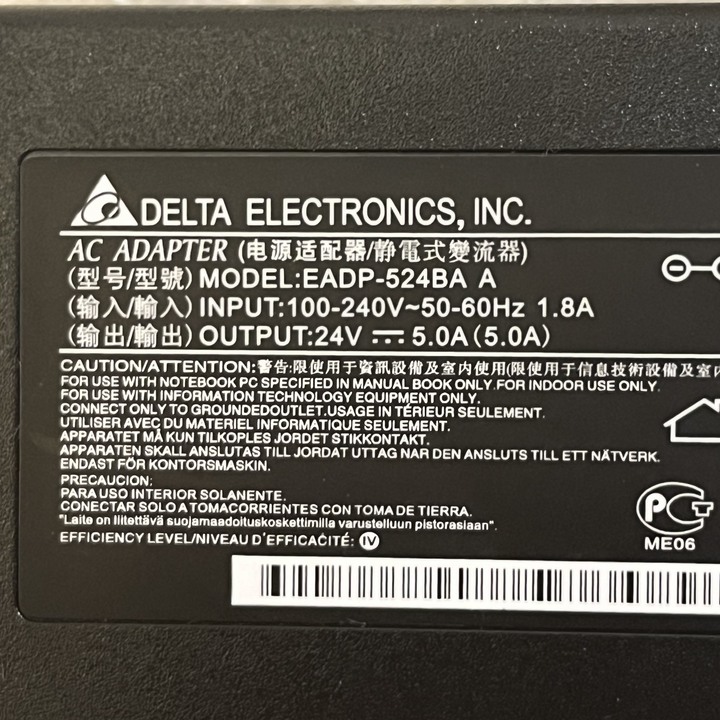 DELTA ELECTRONICS, INC.
AC ADAPTER (电源适配器/靜電式變流器)
(型号/型號) MODEL:EADP-524BA A
(输入/輸入) INPUT:100-240V~50-60Hz 1.8A
(输出/輸出) OUTPUT:24V ⎓ 5.0A(5.0A)
CAUTION/ATTENTION:警告:限使用于資訊設備及室内使用(限使用于信息技術設備及室内
FOR USE WITH NOTEBOOK PC SPECIFIED IN MANUAL BOOK ONLY.FOR INDOOR USE ONLY.
FOR USE WITH INFORMATION TECHNOLOGY EQUIPMENT ONLY.
CONNECT ONLY TO GROUNDEDOUTLET.USAGE IN TÉRIEUR SEULEMENT.
UTILISER AVEÇ DU MATERIEL INFORMATIQUE SEULEMENT.
APPARATET MÅ KUN TILKOPLES JORDET STIKKONTAKT.
APPARATEN SKALL ANSLUTAS TILL JORDAT UTTAG NAR DEN ANSLUTS TILL ETT NÄTVERK.
ENDAST FÖR KONTORSMASKIN.
PRECAUCION:
PARA USO INTERIOR SOLANENTE.
CONECTAR SOLO A TOMACORRIENTES CON TOMA DE TIERRA.
"Laite on liitettävä suojamaadoituskoskettimilla varustelluun pistorasiaan".
EFFICIENCY LEVEL/NIVEAU D'EFFICACITÉ: IV
PCT
ME06